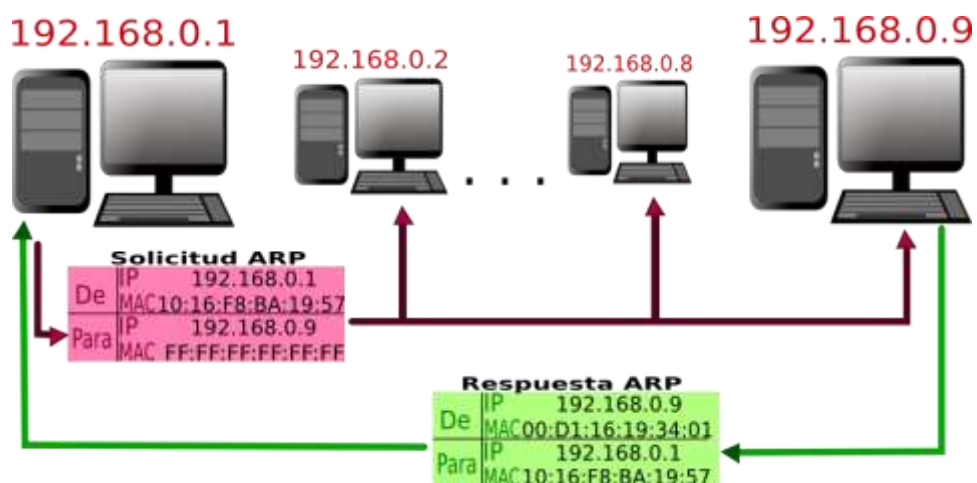 192.168.0.1
192.168.0.2
192.168.0.8
192.168.0.9
. . .
Solicitud ARP
De
IP 192.168.0.1
MAC 10:16:F8:BA:19:57
Para
IP 192.168.0.9
MAC FF:FF:FF:FF:FF:FF
Respuesta ARP
De
IP 192.168.0.9
MAC 00:D1:16:19:34:01
Para
IP 192.168.0.1
MAC 10:16:F8:BA:19:57